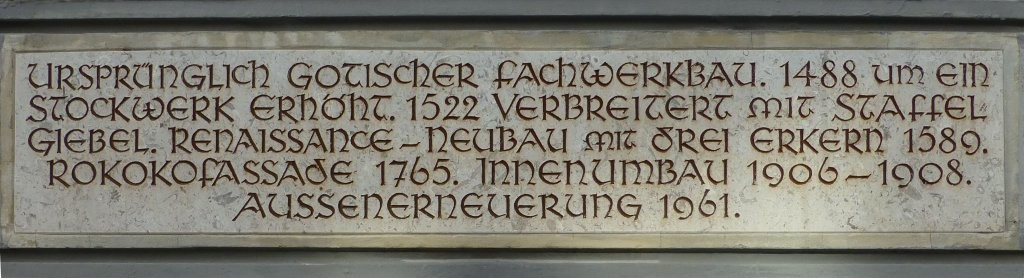 URSPRÜNGLICH GOTISCHER FACHWERKBAU. 1488 UM EIN
STOCKWERK ERHÖHT. 1522 VERBREITERT MIT STAFFEL-
GIEBEL. RENAISSANCE-NEUBAU MIT DREI ERKERN 1589.
ROKOKOFASSADE 1765. INNENUMBAU 1906-1908.
AUSSENERNEUERUNG 1961.